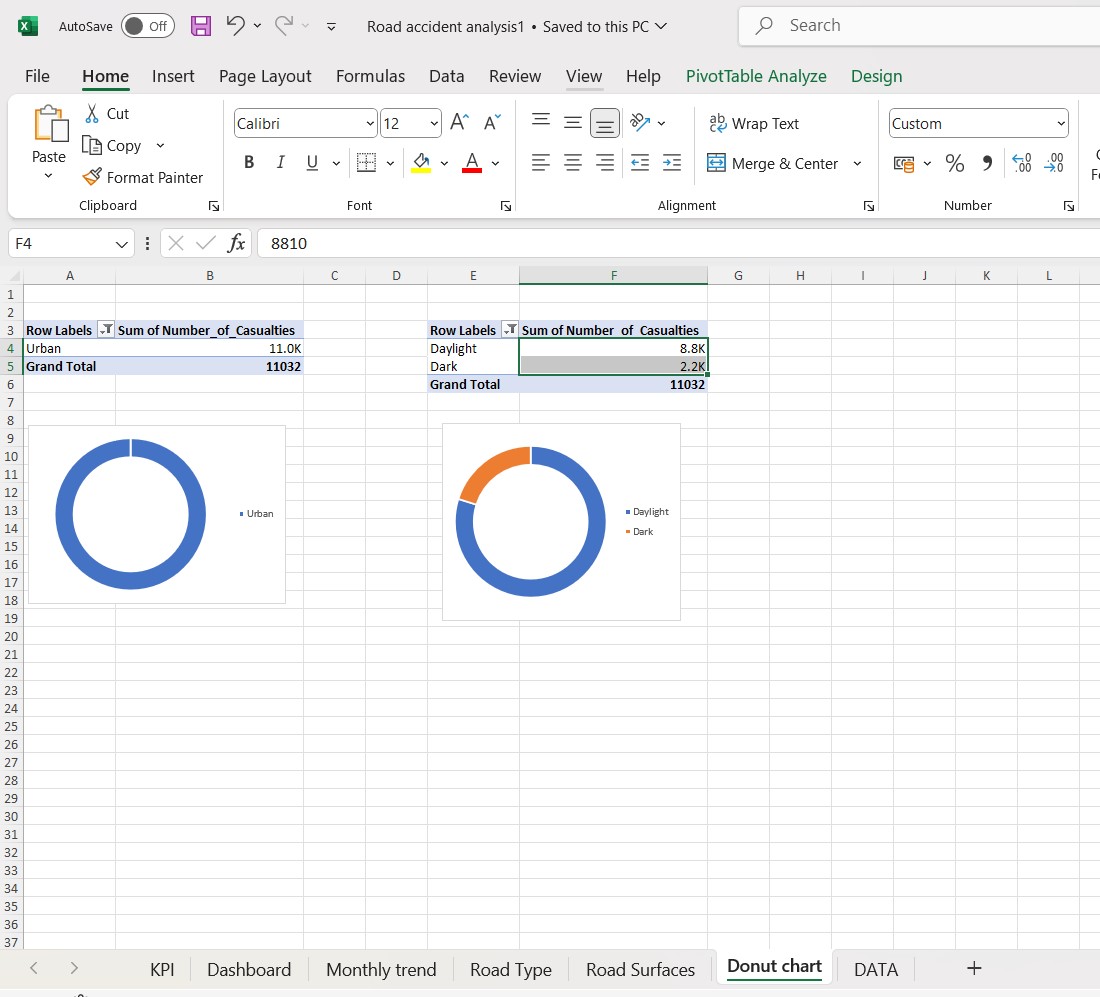 AutoSave Off Road accident analysis1 • Saved to this PC Search
File Home Insert Page Layout Formulas Data Review View Help PivotTable Analyze Design
Paste
Cut
Copy
Format Painter
Clipboard
Calibri 12
B I U A
Font
ab Wrap Text
Merge & Center
Alignment
Custom
% 
Number
F4 fx 8810
A B C D E F G H I J K L
1
2
3 Row Labels Sum of Number_of_Casualties Row Labels Sum of Number_of_Casualties
4 Urban 11.0K Daylight 8.8K
5 Grand Total 11032 Dark 2.2K
6 Grand Total 11032
7
8
9
10
11
12
13
14
15
16
17
18
19
20
21
22
23
24
25
26
27
28
29
30
31
32
33
34
35
36
37
Urban
Daylight
Dark
KPI Dashboard Monthly trend Road Type Road Surfaces Donut chart DATA +